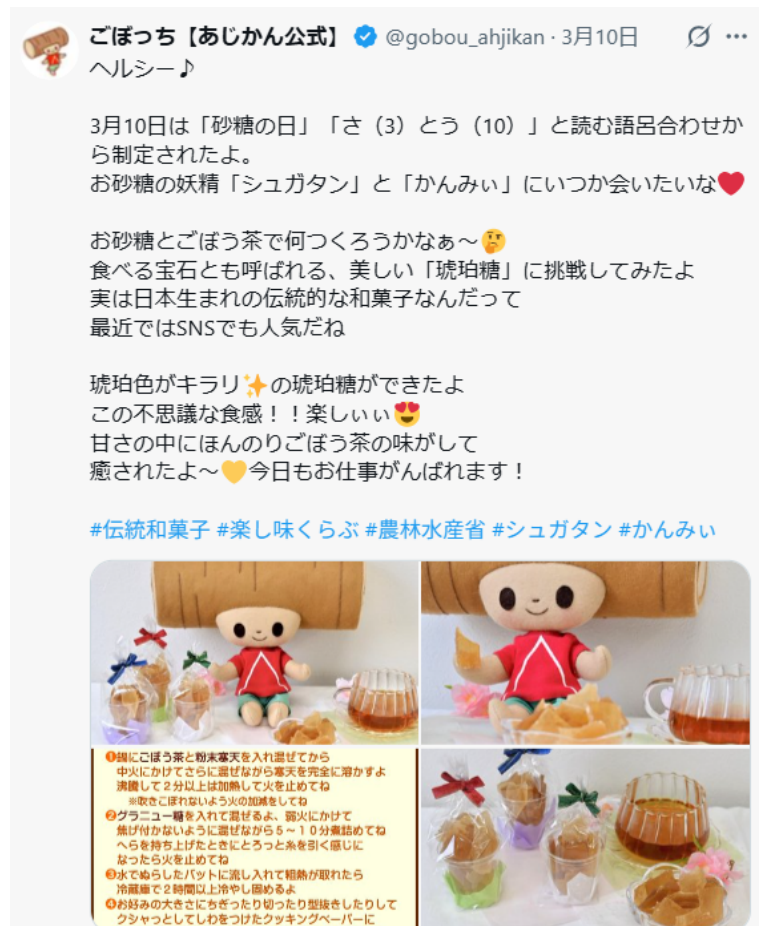 ごぼっち【あじかん公式】 @gobou_ahjikan · 3月10日
ヘルシー♪
3月10日は「砂糖の日」「さ（3）とう（10）」と読む語呂合わせか
ら制定されたよ。
お砂糖の妖精「シュガタン」と「かんみぃ」にいつか会いたいな❤️
お砂糖とごぼう茶で何つくろうかなぁ～🤔
食べる宝石とも呼ばれる、美しい「琥珀糖」に挑戦してみたよ
実は日本生まれの伝統的な和菓子なんだって
最近ではSNSでも人気だね
琥珀色がキラリ✨の琥珀糖ができたよ
この不思議な食感！！楽しぃぃ😍
甘さの中にほんのりごぼう茶の味がして
癒されたよ～💛今日もお仕事がんばれます！
#伝統和菓子 #楽し味くらぶ #農林水産省 #シュガタン #かんみぃ
❶鍋にごぼう茶と粉末寒天を入れ混ぜてから
中火にかけてさらに混ぜながら寒天を完全に溶かすよ
沸騰して2分以上は加熱して火を止めてね
※吹きこぼれないよう火の加減をしてね
❷グラニュー糖を入れて混ぜるよ、弱火にかけて
焦げ付かないように混ぜながら5～10分煮詰めてね
へらを持ち上げたときにとろっと糸を引く感じに
なったら火を止めてね
❸水でぬらしたバットに流し入れて粗熱が取れたら
冷蔵庫で2時間以上冷やし固めるよ
❹お好みの大きさにちぎったり切ったり型抜きしたりして
クシャっとしてしわをつけたクッキングペーパーに